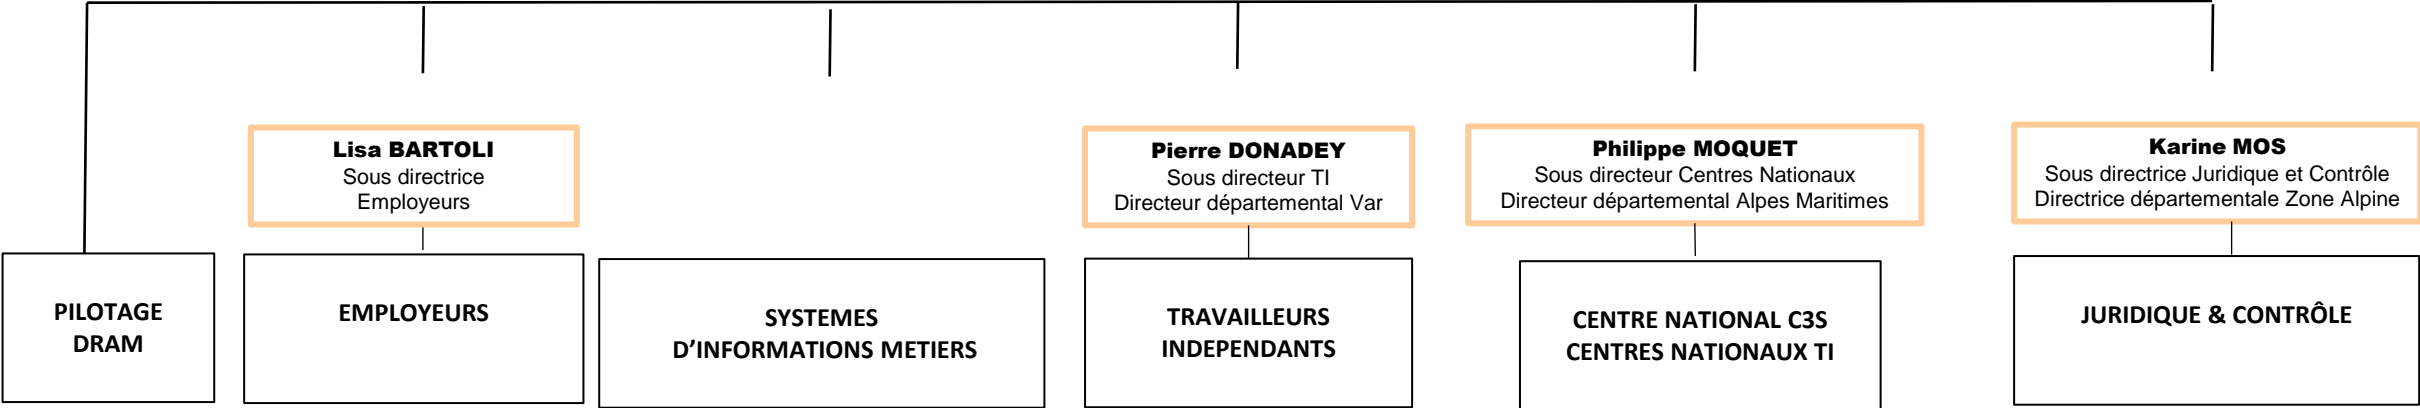 Lisa BARTOLI
Sous directrice
Employeurs
Pierre DONADEY
Sous directeur TI
Directeur départemental Var
Philippe MOQUET
Sous directeur Centres Nationaux
Directeur départemental Alpes Maritimes
Karine MOS
Sous directrice Juridique et Contrôle
Directrice départementale Zone Alpine
PILOTAGE
DRAM
EMPLOYEURS
SYSTEMES
D’INFORMATIONS METIERS
TRAVAILLEURS
INDEPENDANTS
CENTRE NATIONAL C3S
CENTRES NATIONAUX TI
JURIDIQUE & CONTRÔLE